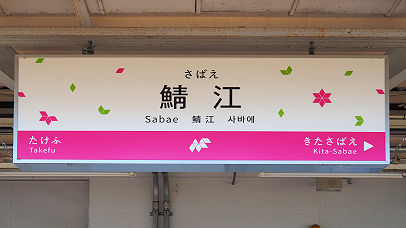 さばえ
鯖江
Sabae 鯖江 사바에
たけふ
Takefu
きたさばえ
Kita-Sabae